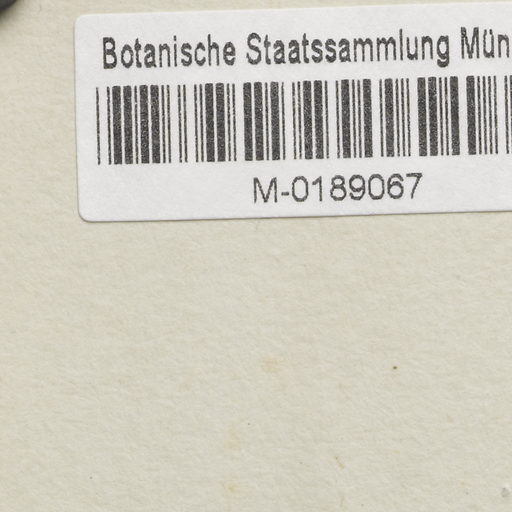 Botanische Staatssammlung Mün
M-0189067